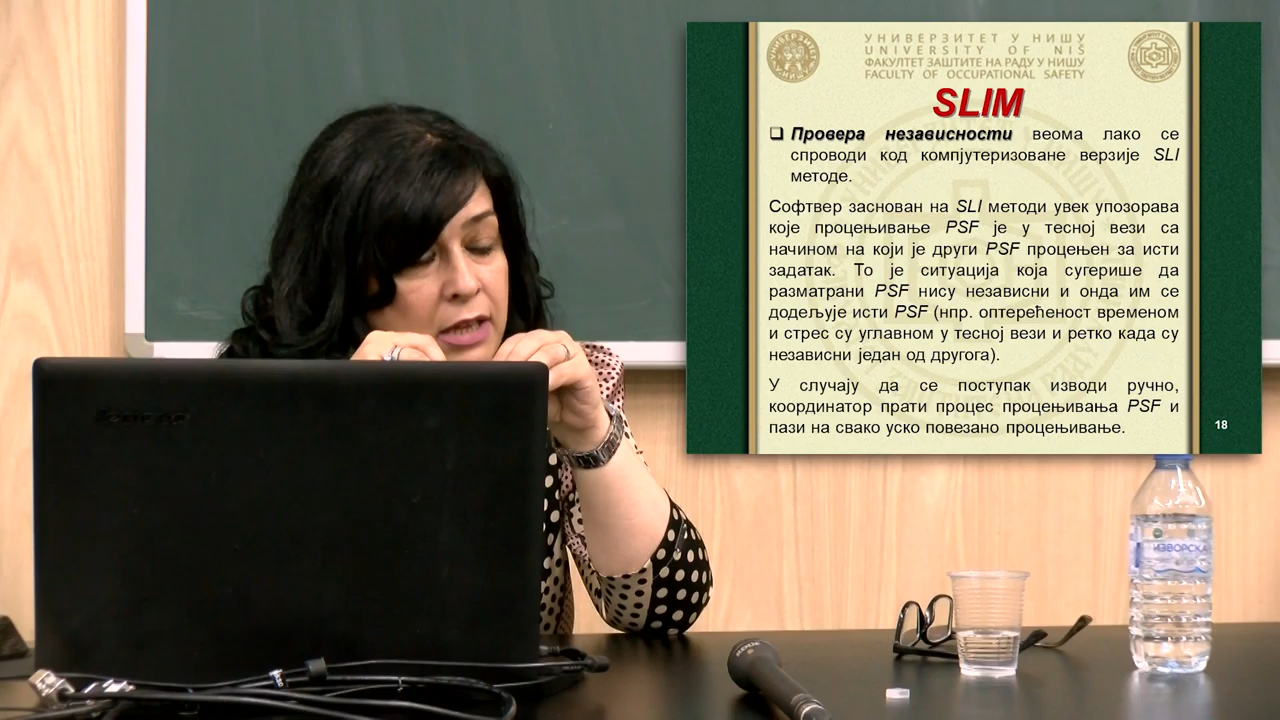 УНИВЕРЗИТЕТ У НИШУ
UNIVERSITY OF NIŠ
ФАКУЛТЕТ ЗАШТИТЕ НА РАДУ У НИШУ
FACULTY OF OCCUPATIONAL SAFETY
SLIM
❑ Провера независности веома лако се
спроводи код компјутеризоване верзије SLI
методе.
Софтвер заснован на SLI методи увек упозорава
које процењивање PSF је у тесној вези са
начином на који је други PSF процењен за исти
задатак. То је ситуација која сугерише да
разматрани PSF нису независни и онда им се
додељује исти PSF (нпр. оптерећеност временом
и стрес су углавном у тесној вези и ретко када су
независни један од другога).
У случају да се поступак изводи ручно,
координатор прати процес процењивања PSF и
пази на свако уско повезано процењивање.
18